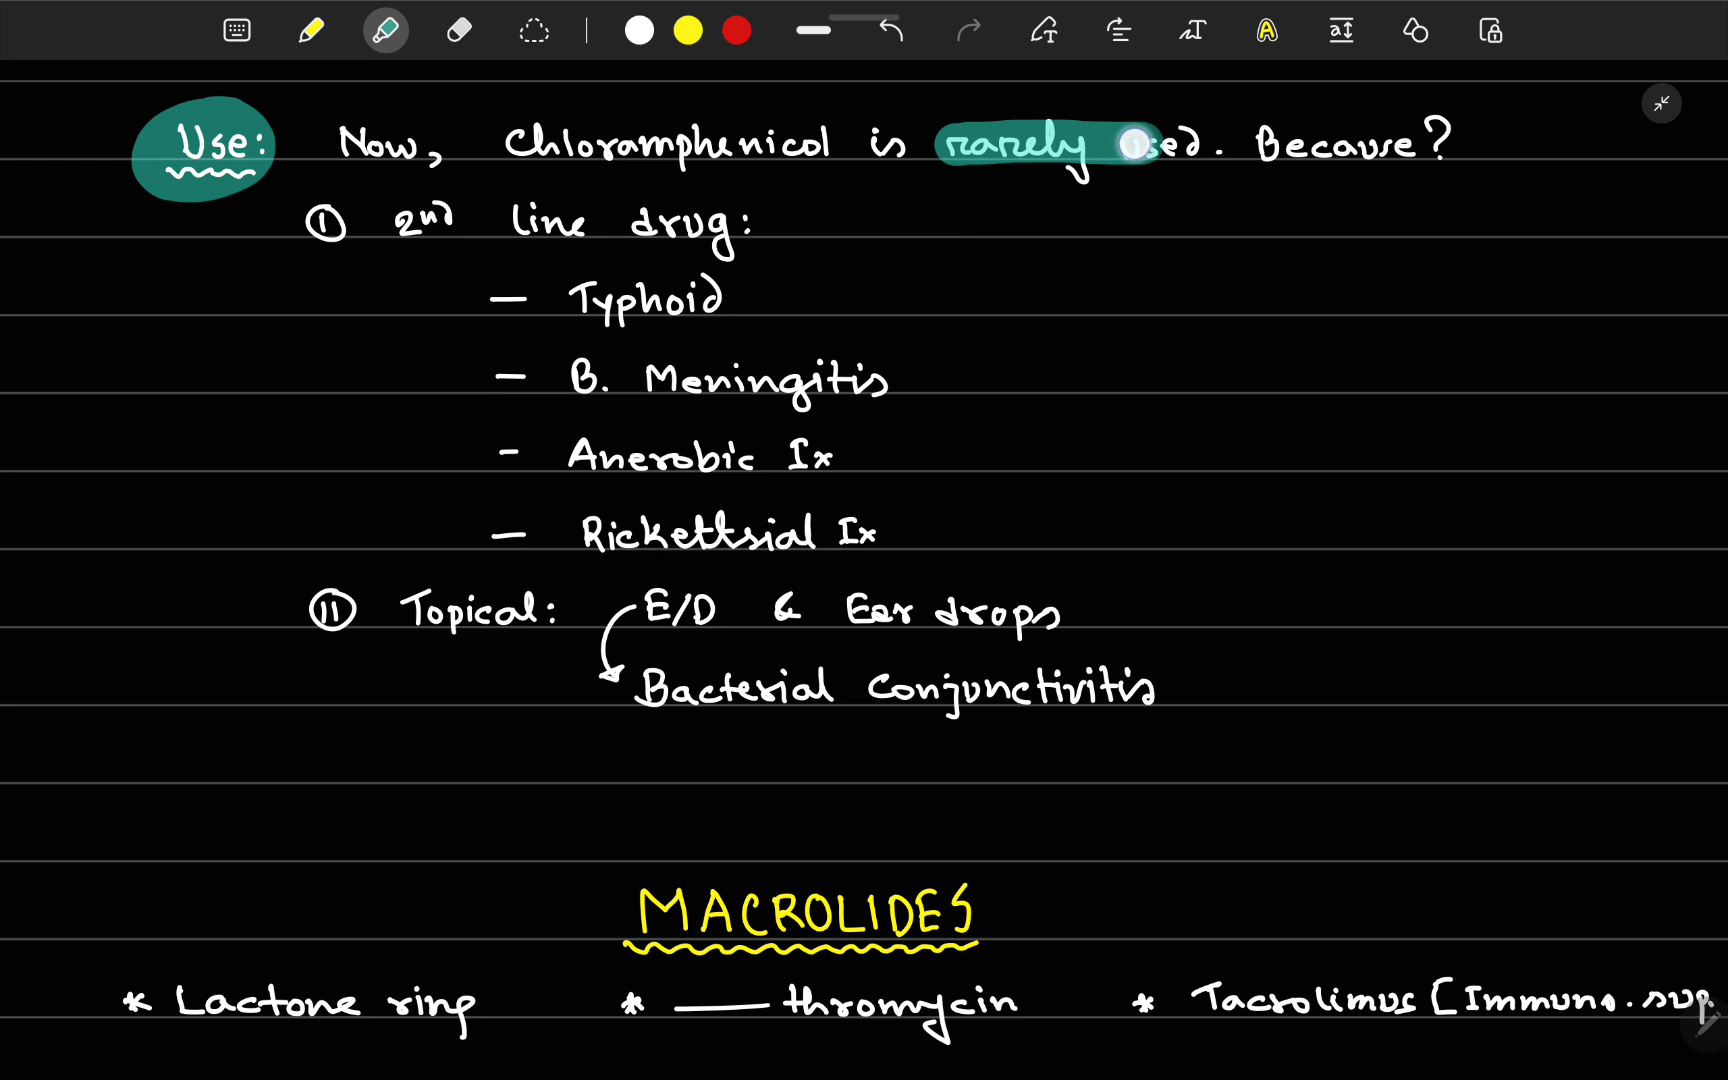 Use: Now, Chloramphenicol is rarely used. Because?
① 2nd line drug:
— Typhoid
— B. Meningitis
- Anerobic Ix
— Rickettsial Ix
⑪ Topical: E/D & Ear drops
Bacterial Conjunctivitis
MACROLIDES
* Lactone ring * —— thromycin * Tacrolimus [Immuno. sup.